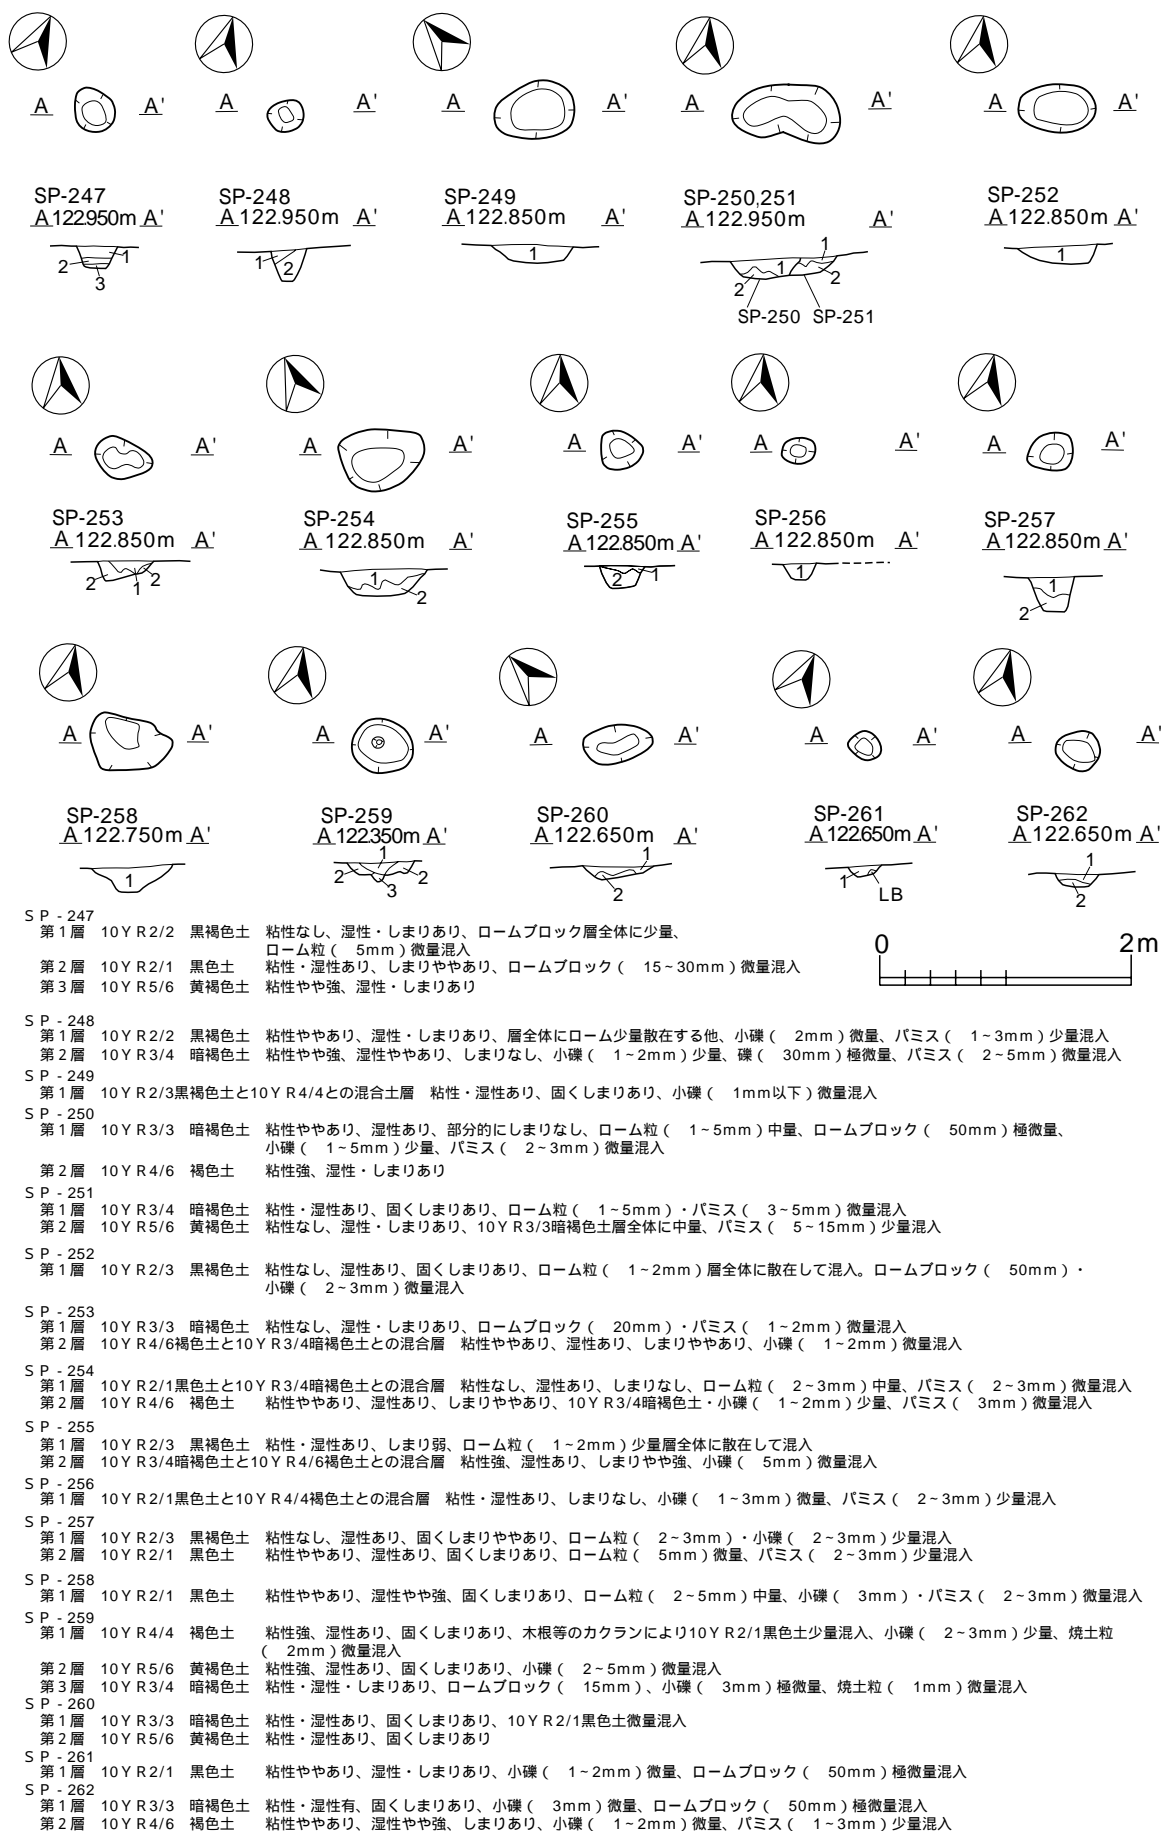 A A' A A' A A' A A' A A'
SP-247 SP-248 SP-249 SP-250,251 SP-252
A 122.950m A' A 122.950m A' A 122.850m A' A 122.950m A' A 122.850m A'
1 2 3 1 2 1 1 1 2 2 1
SP-250 SP-251
A A' A A' A A' A A' A A'
SP-253 SP-254 SP-255 SP-256 SP-257
A 122.850m A' A 122.850m A' A 122.850m A' A 122.850m A' A 122.850m A'
2 1 2 1 2 2 1 1 1 2
A A' A A' A A' A A' A A'
SP-258 SP-259 SP-260 SP-261 SP-262
A 122.750m A' A 122.350m A' A 122.650m A' A 122.650m A' A 122.650m A'
1 1 2 2 3 1 2 1 LB 1 2
0 2m
SP-247
第1層 10YR2/2 黒褐色土 粘性なし、湿性・しまりあり、ロームブロック層全体に少量、
ローム粒( 5mm)微量混入
第2層 10YR2/1 黒色土 粘性・湿性あり、しまりややあり、ロームブロック( 15~30mm)微量混入
第3層 10YR5/6 黄褐色土 粘性やや強、湿性・しまりあり
SP-248
第1層 10YR2/2 黒褐色土 粘性ややあり、湿性・しまりあり、層全体にローム少量散在する他、小礫( 2mm)微量、パミス( 1~3mm)少量混入
第2層 10YR3/4 暗褐色土 粘性やや強、湿性ややあり、しまりなし、小礫( 1~2mm)少量、礫( 30mm)極微量、パミス( 2~5mm)微量混入
SP-249
第1層 10YR2/3黒褐色土と10YR4/4との混合土層 粘性・湿性あり、固くしまりあり、小礫( 1mm以下)微量混入
SP-250
第1層 10YR3/3 暗褐色土 粘性ややあり、湿性あり、部分的にしまりなし、ローム粒( 1~5mm)中量、ロームブロック( 50mm)極微量、
小礫( 1~5mm)少量、パミス( 2~3mm)微量混入
第2層 10YR4/6 褐色土 粘性強、湿性・しまりあり
SP-251
第1層 10YR3/4 暗褐色土 粘性・湿性あり、固くしまりあり、ローム粒( 1~5mm)・パミス( 3~5mm)微量混入
第2層 10YR5/6 黄褐色土 粘性なし、湿性・しまりあり、10YR3/3暗褐色土層全体に中量、パミス( 5~15mm)少量混入
SP-252
第1層 10YR2/3 黒褐色土 粘性なし、湿性あり、固くしまりあり、ローム粒( 1~2mm)層全体に散在して混入。ロームブロック( 50mm)・
小礫( 2~3mm)微量混入
SP-253
第1層 10YR3/3 暗褐色土 粘性なし、湿性・しまりあり、ロームブロック( 20mm)・パミス( 1~2mm)微量混入
第2層 10YR4/6褐色土と10YR3/4暗褐色土との混合層 粘性ややあり、湿性あり、しまりややあり、小礫( 1~2mm)微量混入
SP-254
第1層 10YR2/1黒色土と10YR3/4暗褐色土との混合層 粘性なし、湿性あり、しまりなし、ローム粒( 2~3mm)中量、パミス( 2~3mm)微量混入
第2層 10YR4/6 褐色土 粘性ややあり、湿性あり、しまりややあり、10YR3/4暗褐色土・小礫( 1~2mm)少量、パミス( 3mm)微量混入
SP-255
第1層 10YR2/3 黒褐色土 粘性・湿性あり、しまり弱、ローム粒( 1~2mm)少量層全体に散在して混入
第2層 10YR3/4暗褐色土と10YR4/6褐色土との混合層 粘性強、湿性あり、しまりやや強、小礫( 5mm)微量混入
SP-256
第1層 10YR2/1黒色土と10YR4/4褐色土との混合層 粘性・湿性あり、しまりなし、小礫( 1~3mm)微量、パミス( 2~3mm)少量混入
SP-257
第1層 10YR2/3 黒褐色土 粘性なし、湿性あり、固くしまりややあり、ローム粒( 2~3mm)・小礫( 2~3mm)少量混入
第2層 10YR2/1 黒色土 粘性ややあり、湿性あり、固くしまりあり、ローム粒( 5mm)微量、パミス( 2~3mm)少量混入
SP-258
第1層 10YR2/1 黒色土 粘性ややあり、湿性やや強、固くしまりあり、ローム粒( 2~5mm)中量、小礫( 3mm)・パミス( 2~3mm)微量混入
SP-259
第1層 10YR4/4 褐色土 粘性強、湿性あり、固くしまりあり、木根等のカクランにより10YR2/1黒色土少量混入、小礫( 2~3mm)少量、焼土粒
( 2mm)微量混入
第2層 10YR5/6 黄褐色土 粘性強、湿性あり、固くしまりあり、小礫( 2~5mm)微量混入
第3層 10YR3/4 暗褐色土 粘性・湿性・しまりあり、ロームブロック( 15mm)、小礫( 3mm)極微量、焼土粒( 1mm)微量混入
SP-260
第1層 10YR3/3 暗褐色土 粘性・湿性あり、固くしまりあり、10YR2/1黒色土微量混入
第2層 10YR5/6 黄褐色土 粘性・湿性あり、固くしまりあり
SP-261
第1層 10YR2/1 黒色土 粘性ややあり、湿性・しまりあり、小礫( 1~2mm)微量、ロームブロック( 50mm)極微量混入
SP-262
第1層 10YR3/3 暗褐色土 粘性・湿性有、固くしまりあり、小礫( 3mm)微量、ロームブロック( 50mm)極微量混入
第2層 10YR4/6 褐色土 粘性ややあり、湿性やや強、しまりあり、小礫( 1~2mm)微量、パミス( 1~3mm)少量混入